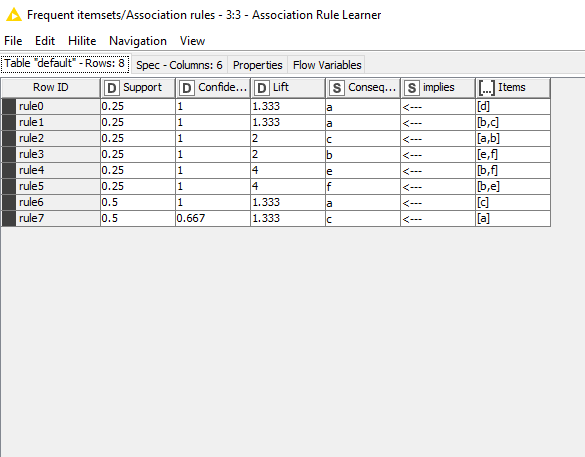 Frequent itemsets/Association rules - 3:3 - Association Rule Learner
File Edit Hilite Navigation View
Table "default" - Rows: 8 Spec - Columns: 6 Properties Flow Variables
Row ID D Support D Confide... D Lift S Conseq... S implies [...] Items
rule0 0.25 1 1.333 a <--- [d]
rule1 0.25 1 1.333 a <--- [b,c]
rule2 0.25 1 2 c <--- [a,b]
rule3 0.25 1 2 b <--- [e,f]
rule4 0.25 1 4 e <--- [b,f]
rule5 0.25 1 4 f <--- [b,e]
rule6 0.5 1 1.333 a <--- [c]
rule7 0.5 0.667 1.333 c <--- [a]